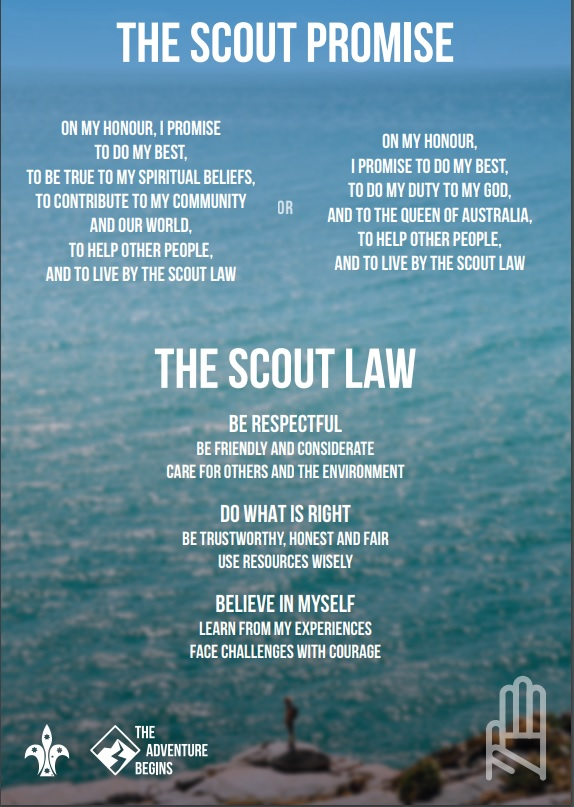 THE SCOUT PROMISE
ON MY HONOUR, I PROMISE
TO DO MY BEST,
TO BE TRUE TO MY SPIRITUAL BELIEFS,
TO CONTRIBUTE TO MY COMMUNITY
AND OUR WORLD,
TO HELP OTHER PEOPLE,
AND TO LIVE BY THE SCOUT LAW
OR
ON MY HONOUR,
I PROMISE TO DO MY BEST,
TO DO MY DUTY TO MY GOD,
AND TO THE QUEEN OF AUSTRALIA,
TO HELP OTHER PEOPLE,
AND TO LIVE BY THE SCOUT LAW
THE SCOUT LAW
BE RESPECTFUL
BE FRIENDLY AND CONSIDERATE
CARE FOR OTHERS AND THE ENVIRONMENT
DO WHAT IS RIGHT
BE TRUSTWORTHY, HONEST AND FAIR
USE RESOURCES WISELY
BELIEVE IN MYSELF
LEARN FROM MY EXPERIENCES
FACE CHALLENGES WITH COURAGE
THE
ADVENTURE
BEGINS